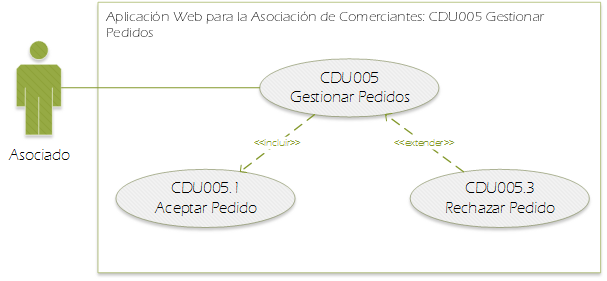 Aplicación Web para la Asociación de Comerciantes: CDU005 Gestionar
Pedidos
CDU005
Gestionar Pedidos
<<incluir>>
<<extender>>
Asociado
CDU005.1
Aceptar Pedido
CDU005.3
Rechazar Pedido